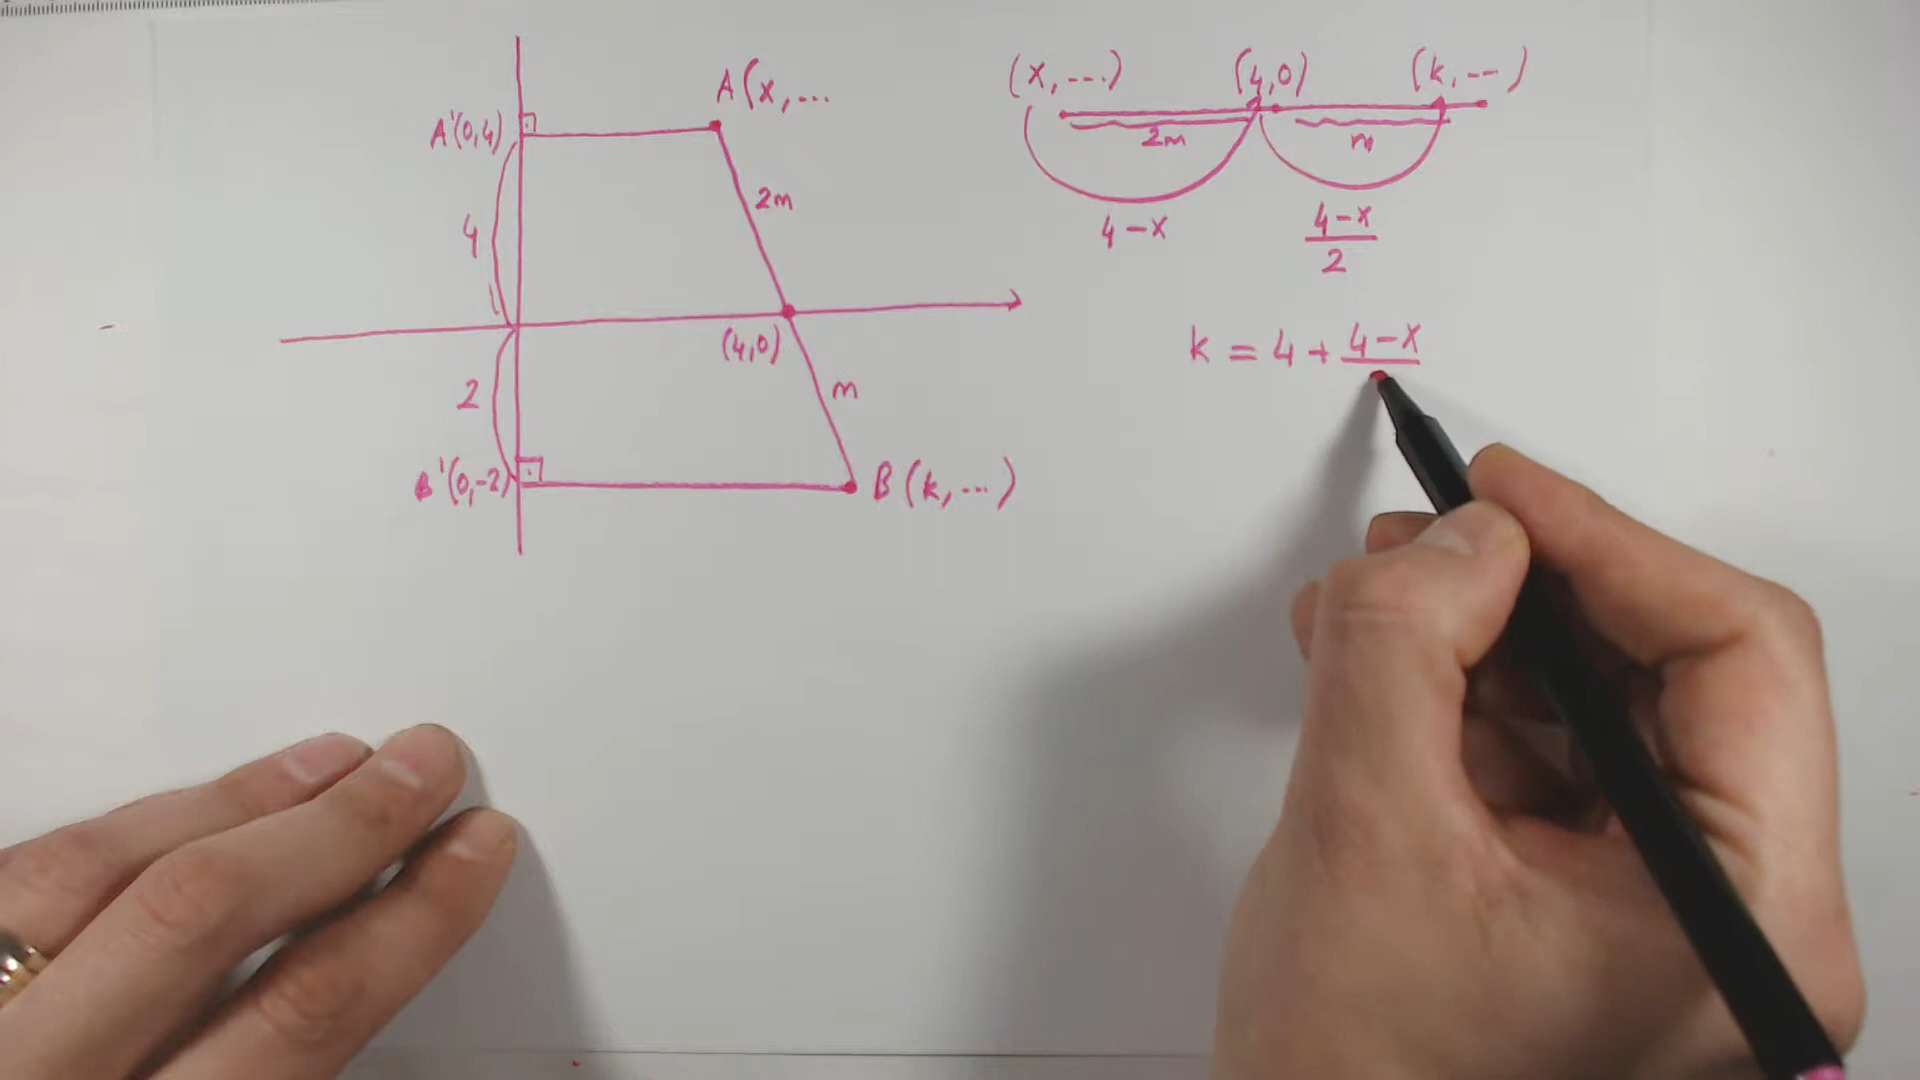 A(x,...
A'(0,4)
2m
4
(4,0)
2
m
B'(0,-2)
B(k,...)
(x,...) (4,0) (k,...)
2m m
4-x
4-x
2
k = 4 + 4-x